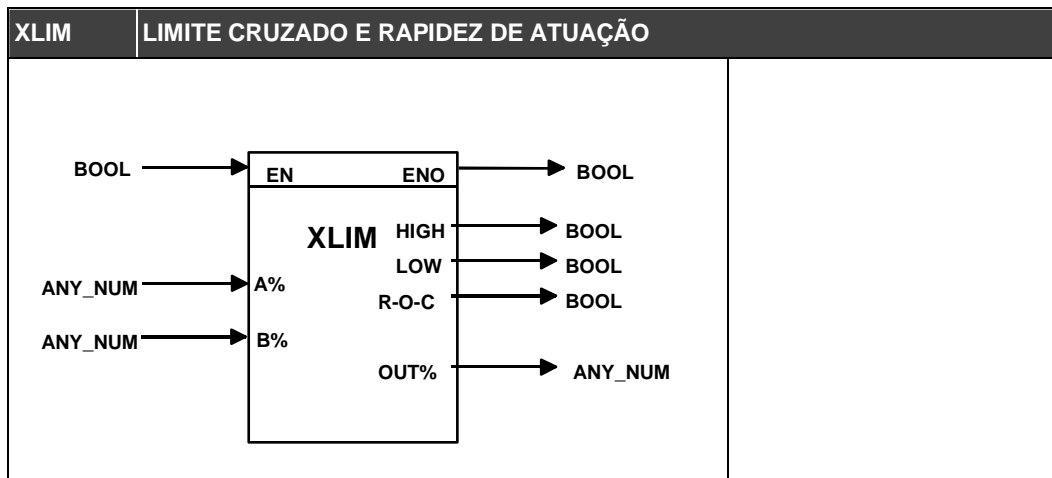 XLIM LIMITE CRUZADO E RAPIDEZ DE ATUAÇÃO
BOOL EN ENO BOOL
XLIM HIGH BOOL
LOW BOOL
ANY_NUM A% R-O-C BOOL
ANY_NUM B%
OUT% ANY_NUM